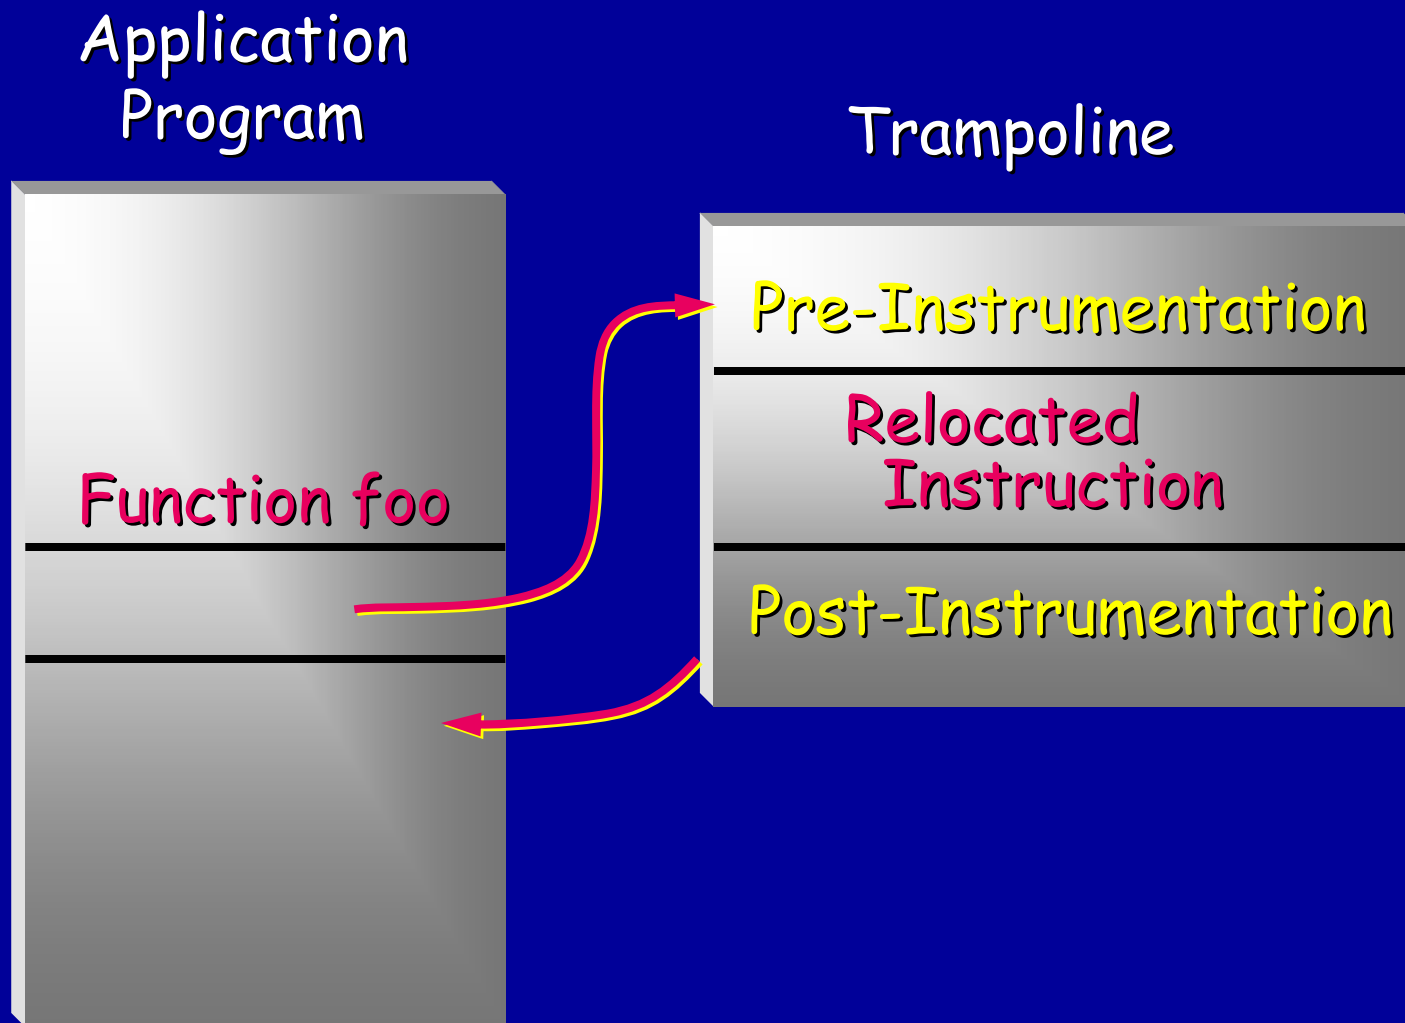 Application
Program
Trampoline
Pre-Instrumentation
Relocated
Instruction
Function foo
Post-Instrumentation